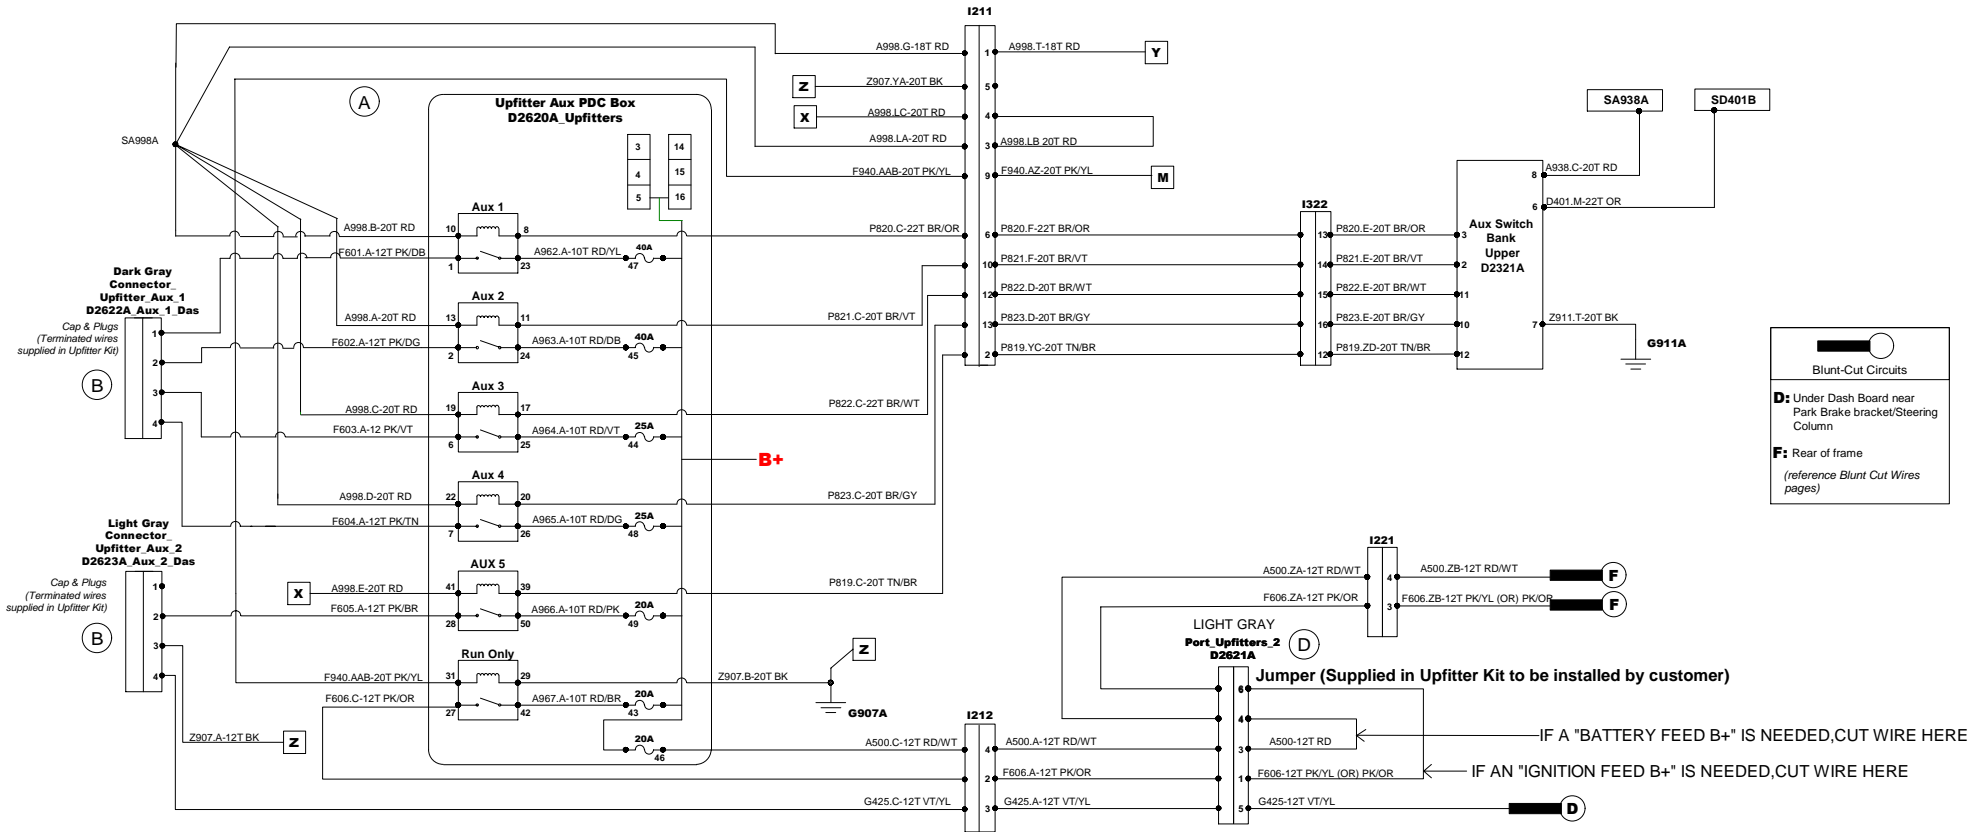 I211
A998.G-18T RD
1
A998.T-18T RD
Y
Z
Z907.YA-20T BK
5
X
A998.LC-20T RD
4
A998.LA-20T RD
3
A998.LB 20T RD
F940.AAB-20T PK/YL
9
F940.AZ-20T PK/YL
M
SA998A
A
Upfitter Aux PDC Box
D2620A_Upfitters
3
14
4
15
5
16
SA938A
SD401B
8
A938.C-20T RD
6
D401.M-22T OR
Aux Switch
Bank
Upper
D2321A
I322
Aux 1
A998.B-20T RD
10
8
P820.C-22T BR/OR
6
P820.F-22T BR/OR
13
P820.E-20T BR/OR
3
F601.A-12T PK/DB
1
23
A962.A-10T RD/YL
40A
47
P821.F-20T BR/VT
10
14
P821.E-20T BR/VT
2
Dark Gray
Connector_
Upfitter_Aux_1
D2622A_Aux_1_Das
Cap & Plugs
(Terminated wires
supplied in Upfitter Kit)
B
1
2
3
4
Aux 2
A998.A-20T RD
13
11
P821.C-20T BR/VT
12
P822.D-20T BR/WT
15
P822.E-20T BR/WT
11
13
P823.D-20T BR/GY
16
P823.E-20T BR/GY
10
7
Z911.T-20T BK
G911A
F602.A-12T PK/DG
2
24
A963.A-10T RD/DB
40A
45
2
P819.YC-20T TN/BR
12
P819.ZD-20T TN/BR
12
Blunt-Cut Circuits
D: Under Dash Board near
Park Brake bracket/Steering
Column
F: Rear of frame
(reference Blunt Cut Wires
pages)
Aux 3
A998.C-20T RD
19
17
P822.C-22T BR/WT
F603.A-12 PK/VT
6
25
A964.A-10T RD/VT
25A
44
B+
Aux 4
A998.D-20T RD
22
20
P823.C-20T BR/GY
F604.A-12T PK/TN
7
26
A965.A-10T RD/DG
25A
48
Light Gray
Connector_
Upfitter_Aux_2
D2623A_Aux_2_Das
Cap & Plugs
(Terminated wires
supplied in Upfitter Kit)
B
1
2
3
4
AUX 5
X
A998.E-20T RD
41
39
P819.C-20T TN/BR
F605.A-12T PK/BR
28
50
A966.A-10T RD/PK
20A
49
I221
A500.ZA-12T RD/WT
4
A500.ZB-12T RD/WT
F
F606.ZA-12T PK/OR
3
F606.ZB-12T PK/YL (OR) PK/OR
F
Run Only
F940.AAB-20T PK/YL
31
29
Z907.B-20T BK
Z
G907A
F606.C-12T PK/OR
27
42
A967.A-10T RD/BR
20A
43
Z907.A-12T BK
Z
20A
46
LIGHT GRAY
Port_Upfitters_2
D2621A
D
Jumper (Supplied in Upfitter Kit to be installed by customer)
6
4
I212
A500.C-12T RD/WT
4
A500.A-12T RD/WT
3
A500-12T RD
IF A "BATTERY FEED B+" IS NEEDED,CUT WIRE HERE
2
F606.A-12T PK/OR
1
F606-12T PK/YL (OR) PK/OR
IF AN "IGNITION FEED B+" IS NEEDED,CUT WIRE HERE
G425.C-12T VT/YL
3
G425.A-12T VT/YL
5
G425-12T VT/YL
D